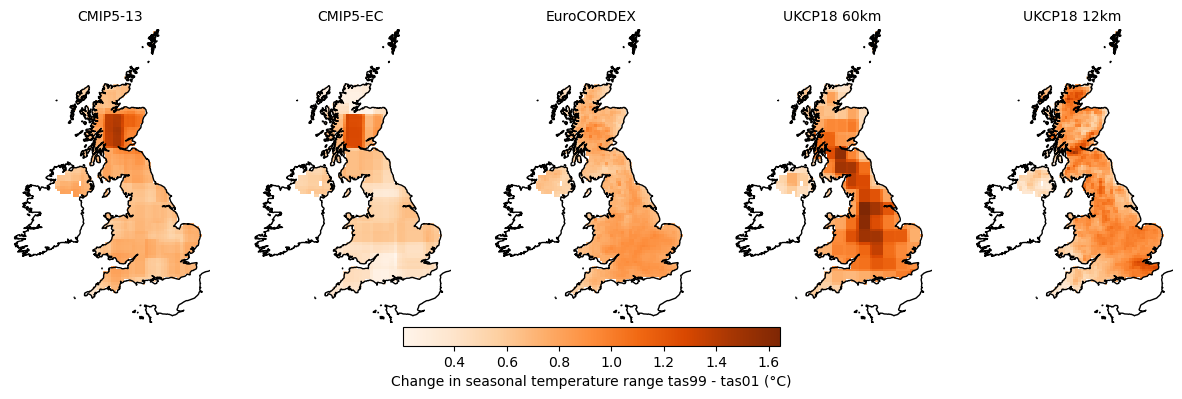 CMIP5-13
CMIP5-EC
EuroCORDEX
UKCP18 60km
UKCP18 12km
0.4 0.6 0.8 1.0 1.2 1.4 1.6
Change in seasonal temperature range tas99 - tas01 (°C)